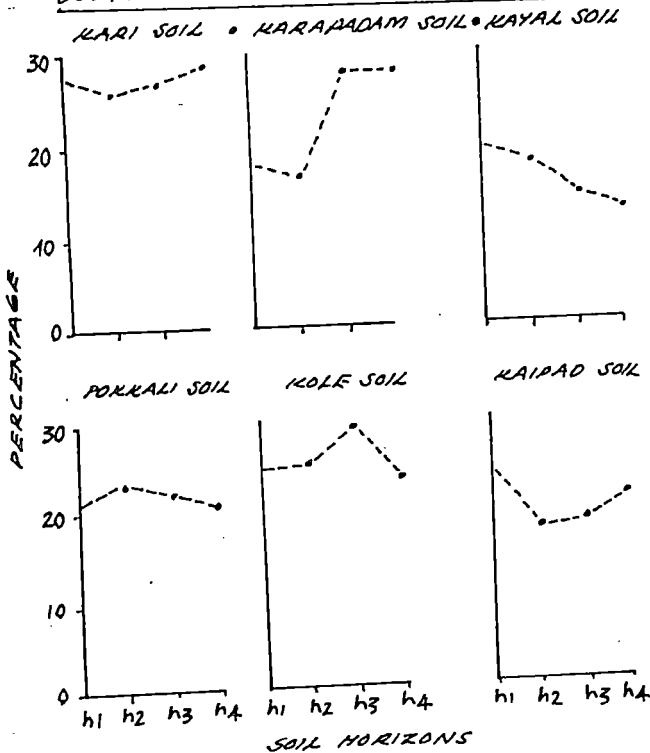 KARI SOIL • KARAPADAM SOIL • KAYAL SOIL
30
20
10
0
PERCENTAGE
POKKALI SOIL KOLE SOIL KAIPAD SOIL
30
20
10
0
h1 h2 h3 h4 h1 h2 h3 h4 h1 h2 h3 h4
SOIL HORIZONS